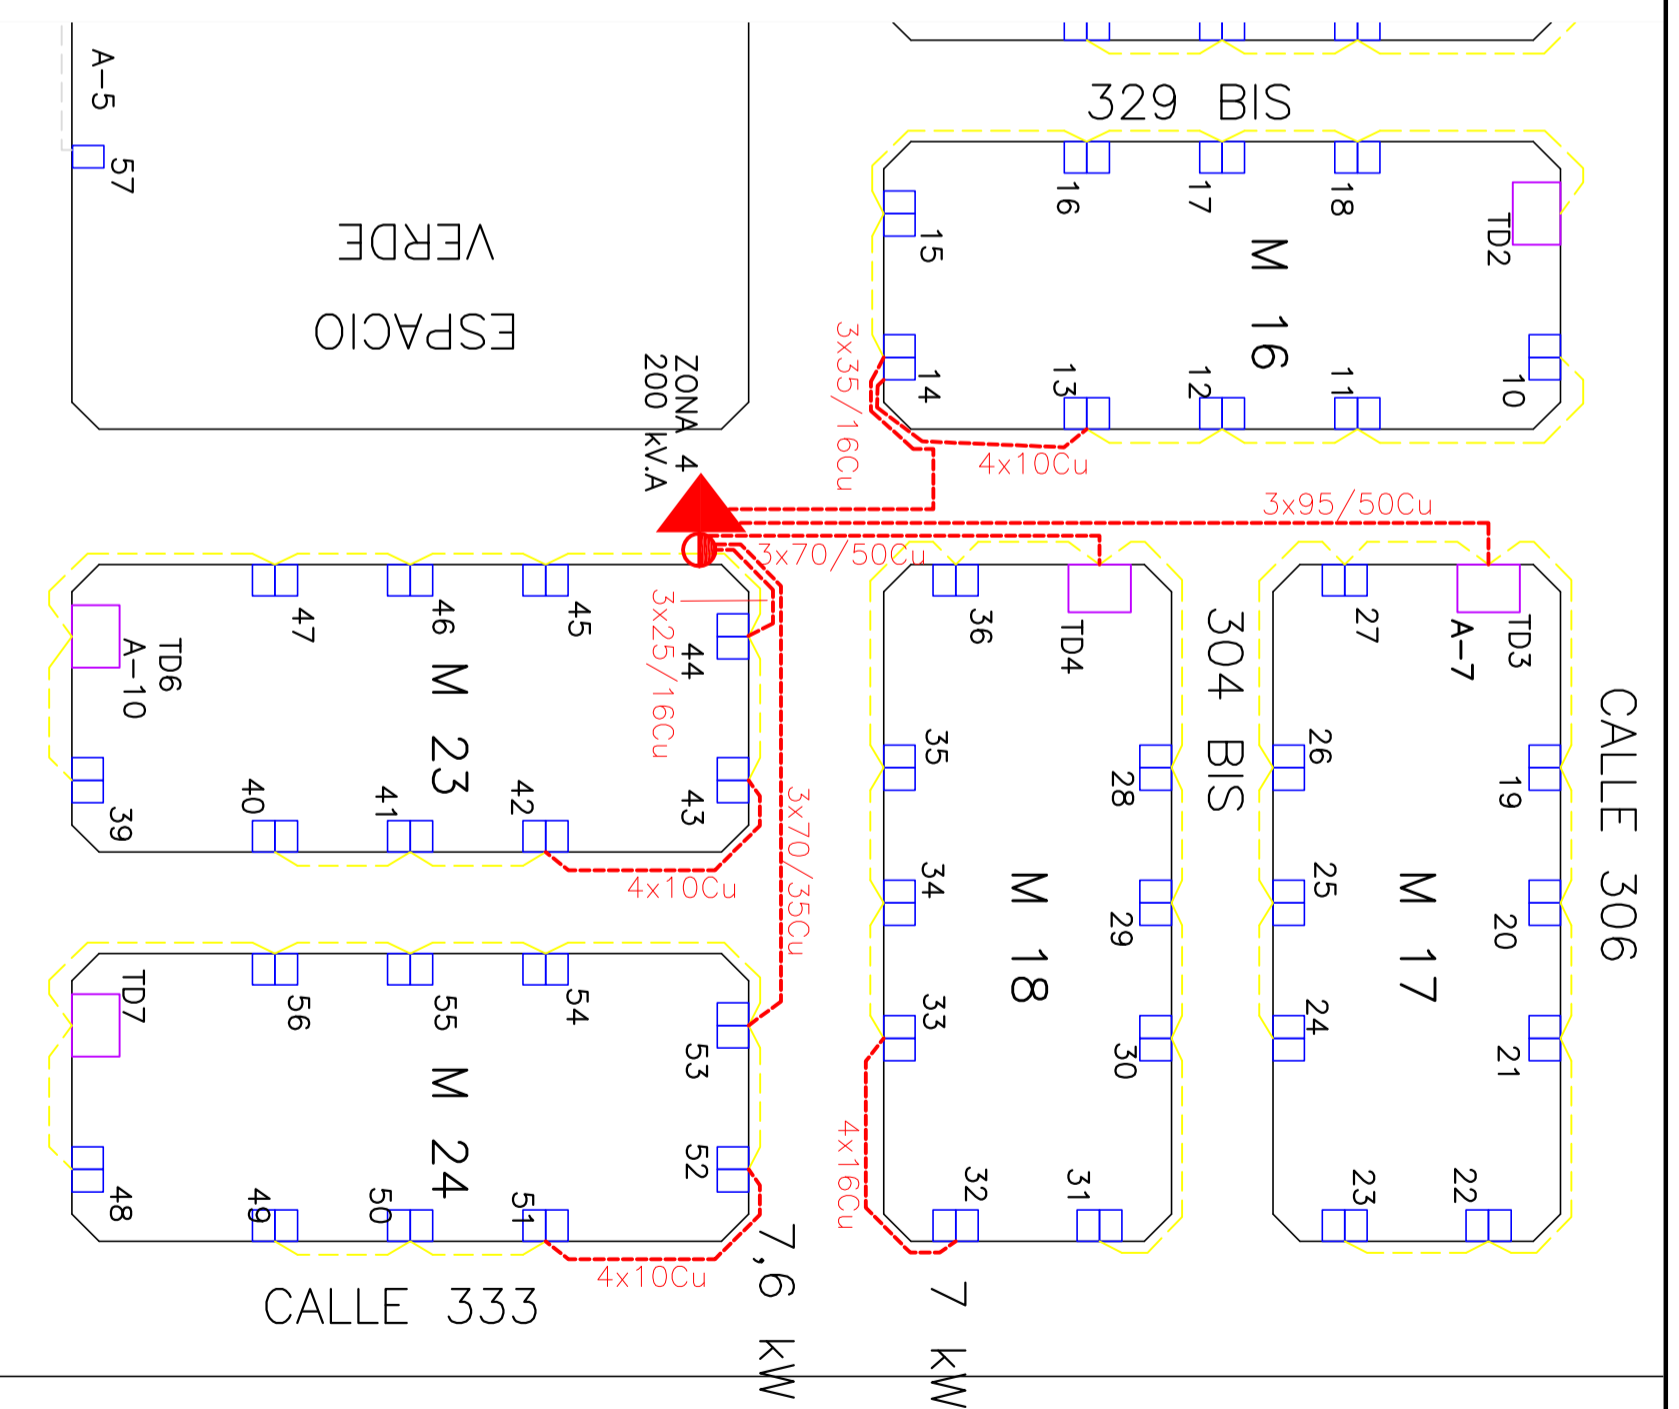 A-5
57
ESPACIO
VERDE
ZONA 4
200 kV.A
329 BIS
16
17
18
TD2
15
M 16
14
13
12
11
10
3x35/16Cu
4x10Cu
3x95/50Cu
3x70/50Cu
3x25/16Cu
3x70/35Cu
47
46
45
44
TD6
A-10
M 23
39
40
41
42
43
4x10Cu
36
TD4
35
28
34
29
M 18
33
30
32
31
4x16Cu
304 BIS
27
TD3
A-7
26
19
25
20
M 17
24
21
23
22
CALLE 306
TD7
56
55
54
53
M 24
52
48
49
50
51
4x10Cu
CALLE 333
7,6 kW
7 kW